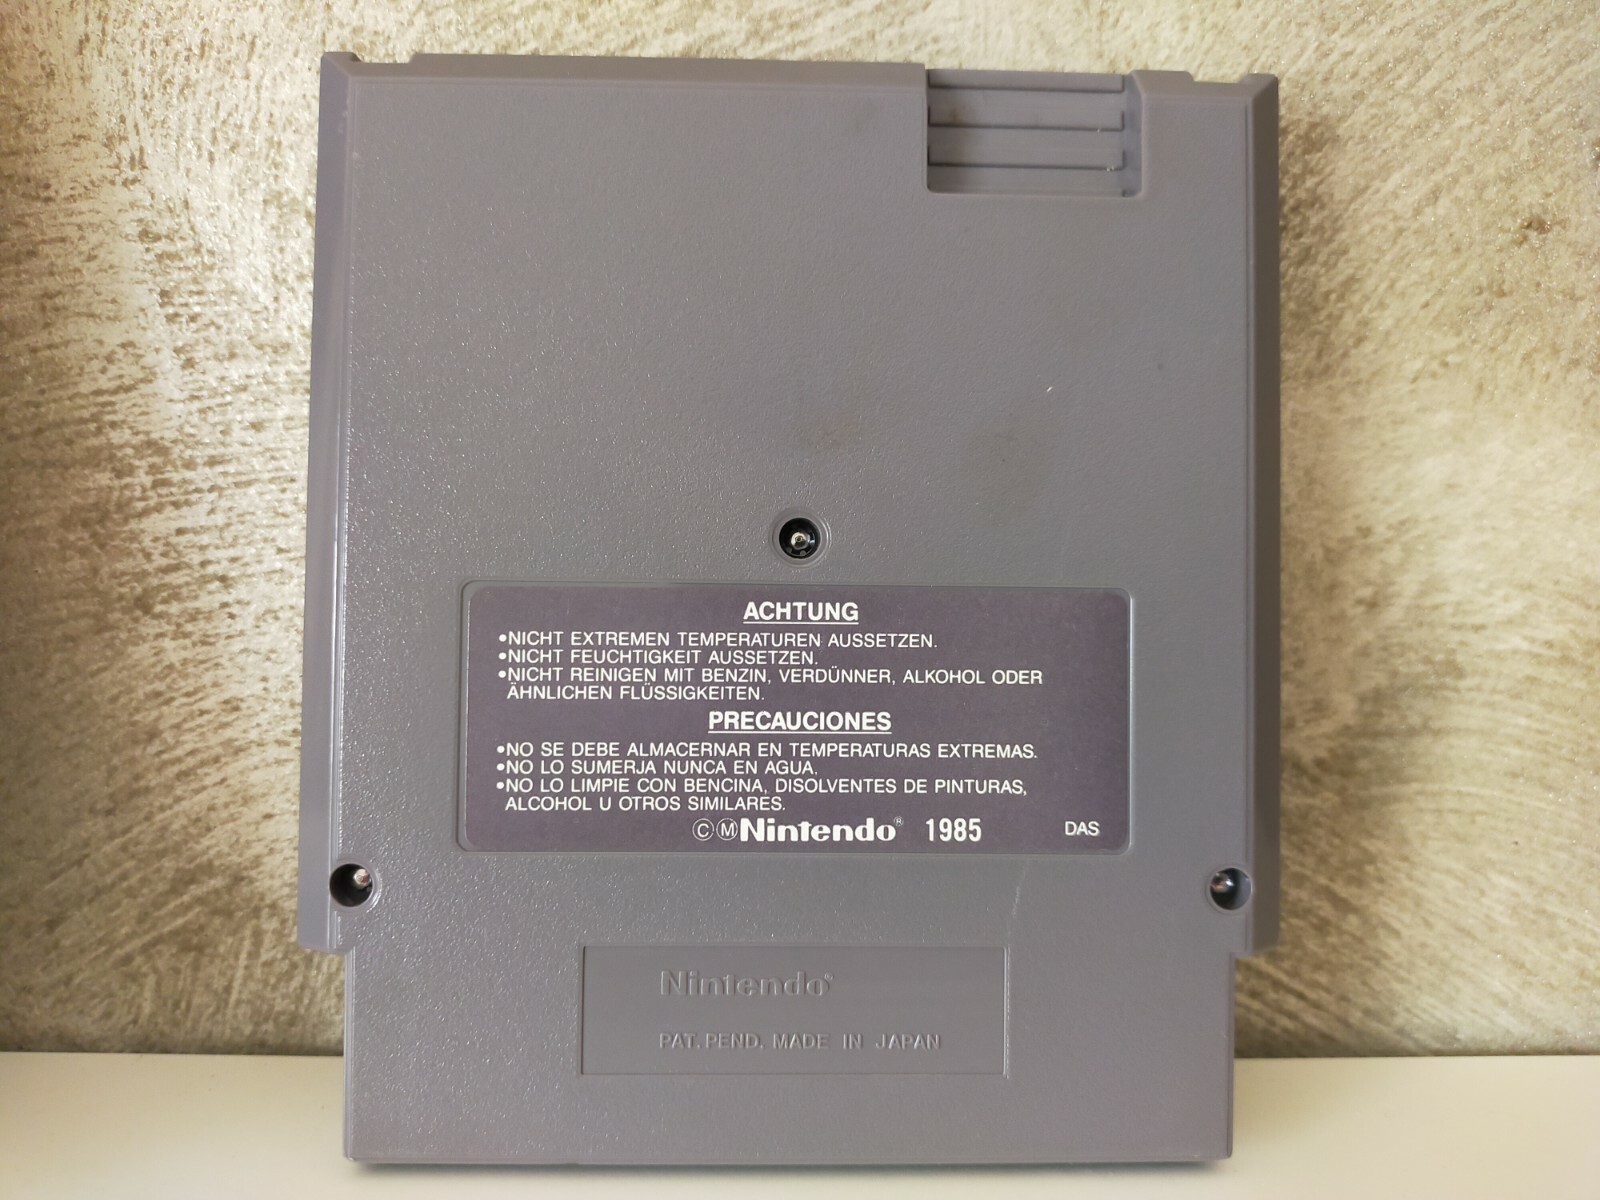 ACHTUNG
•NICHT EXTREMEN TEMPERATUREN AUSSETZEN.
•NICHT FEUCHTIGKEIT AUSSETZEN.
•NICHT REINIGEN MIT BENZIN, VERDÜNNER, ALKOHOL ODER
ÄHNLICHEN FLÜSSIGKEITEN.
PRECAUCIONES
•NO SE DEBE ALMACERNAR EN TEMPERATURAS EXTREMAS.
•NO LO SUMERJA NUNCA EN AGUA.
•NO LO LIMPIE CON BENCINA, DISOLVENTES DE PINTURAS,
ALCOHOL U OTROS SIMILARES.
ⒸⓂNintendo® 1985 DAS
Nintendo®
PAT. PEND. MADE IN JAPAN